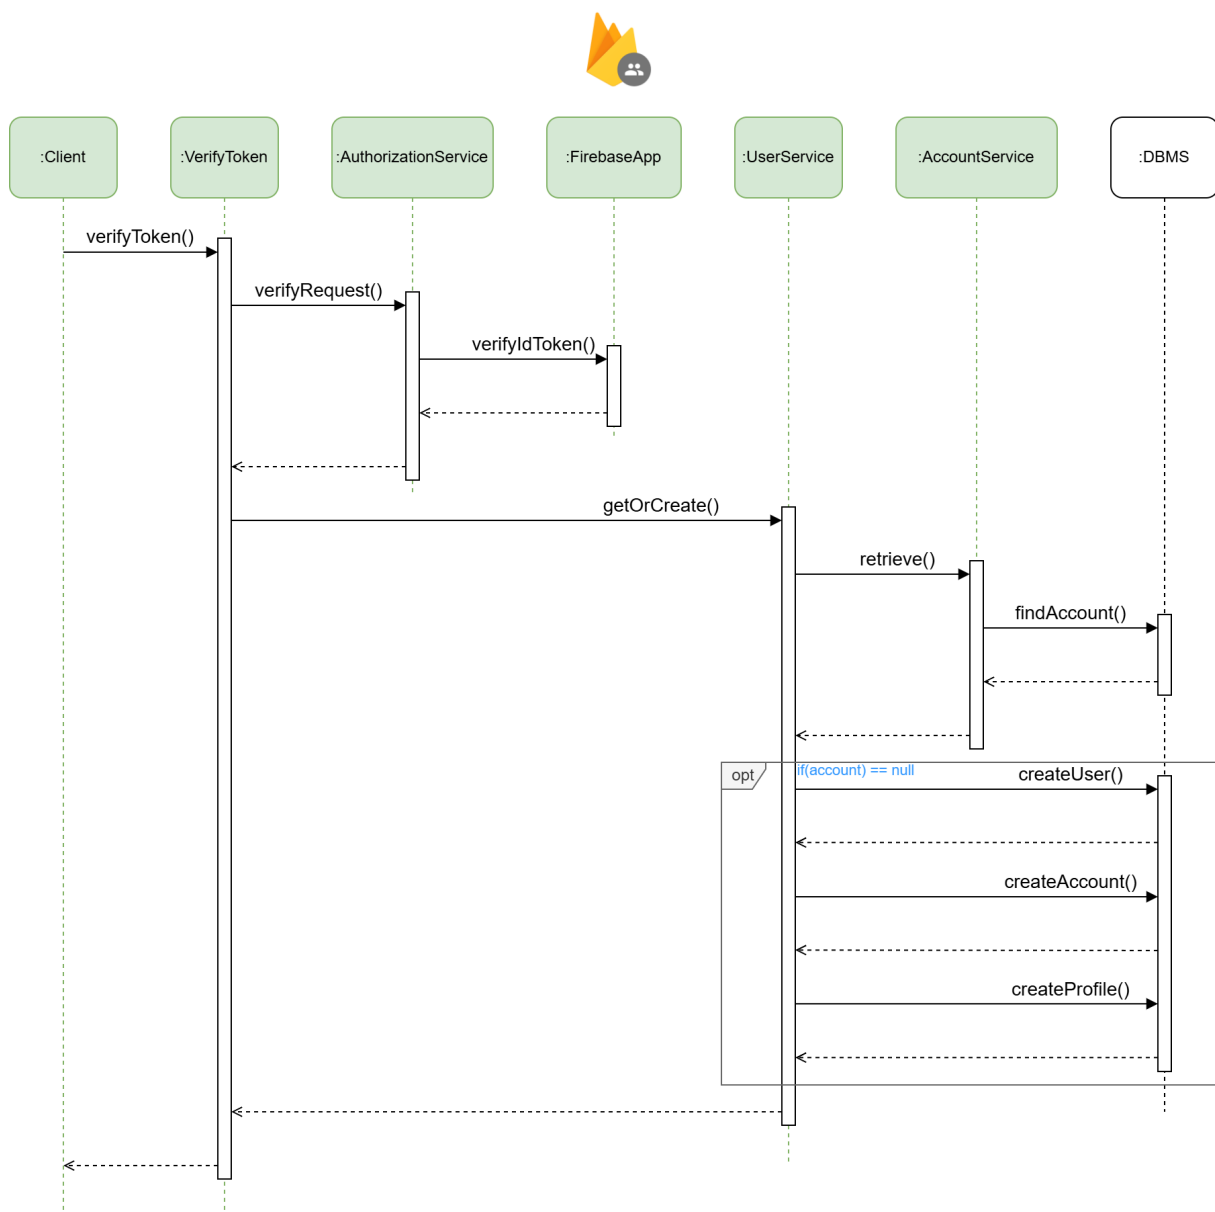 :Client
:VerifyToken
:AuthorizationService
:FirebaseApp
:UserService
:AccountService
:DBMS
verifyToken()
verifyRequest()
verifyIdToken()
getOrCreate()
retrieve()
findAccount()
opt
if(account) == null
createUser()
createAccount()
createProfile()